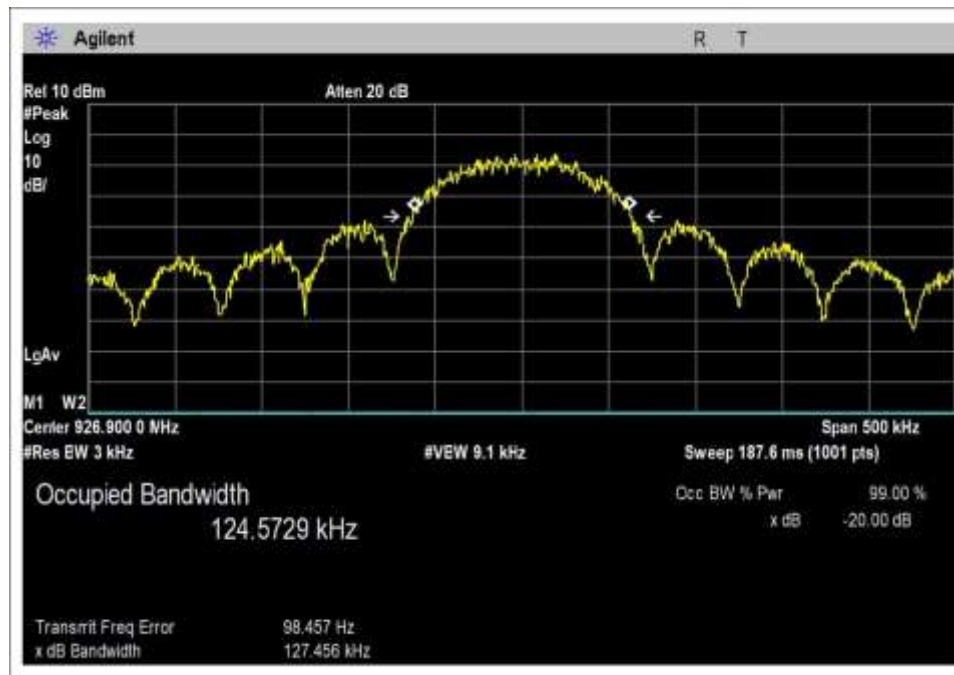 Agilent R T
Ref 10 dBm Atten 20 dB
#Peak
Log
10
dB/
LgAv
M1 W2
Center 926.900 0 MHz Span 500 kHz
#Res BW 3 kHz #VBW 9.1 kHz Sweep 187.6 ms (1001 pts)
Occupied Bandwidth Occ BW % Pwr 99.00 %
124.5729 kHz x dB -20.00 dB
Transmit Freq Error 98.457 Hz
x dB Bandwidth 127.456 kHz